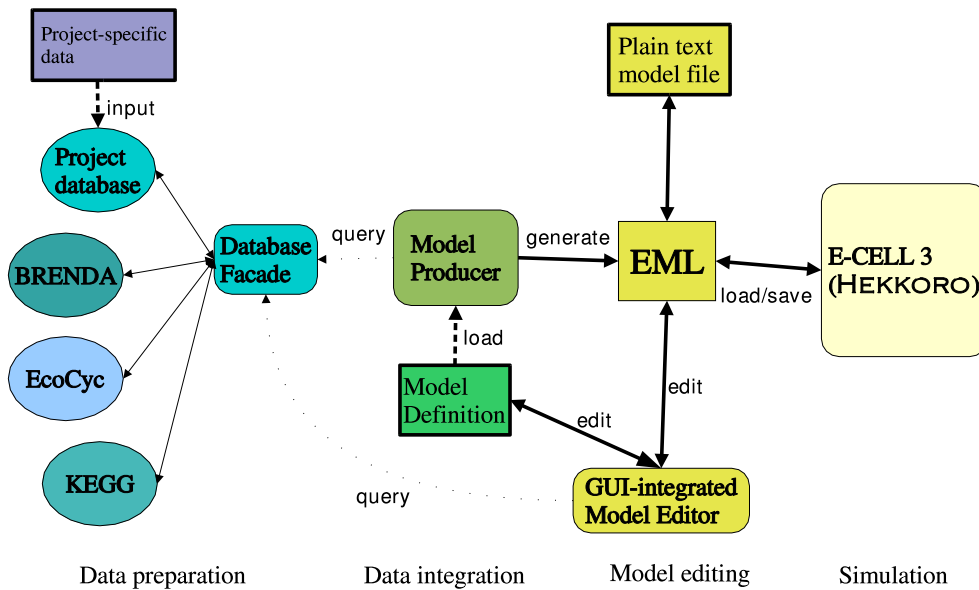 Project-specific
data
input
Project
database
BRENDA
EcoCyc
KEGG
Database
Facade
query
Model
Producer
generate
load
Model
Definition
edit
query
Plain text
model file
EML
load/save
edit
GUI-integrated
Model Editor
E-CELL 3
(HEKKORO)
Data preparation
Data integration
Model editing
Simulation